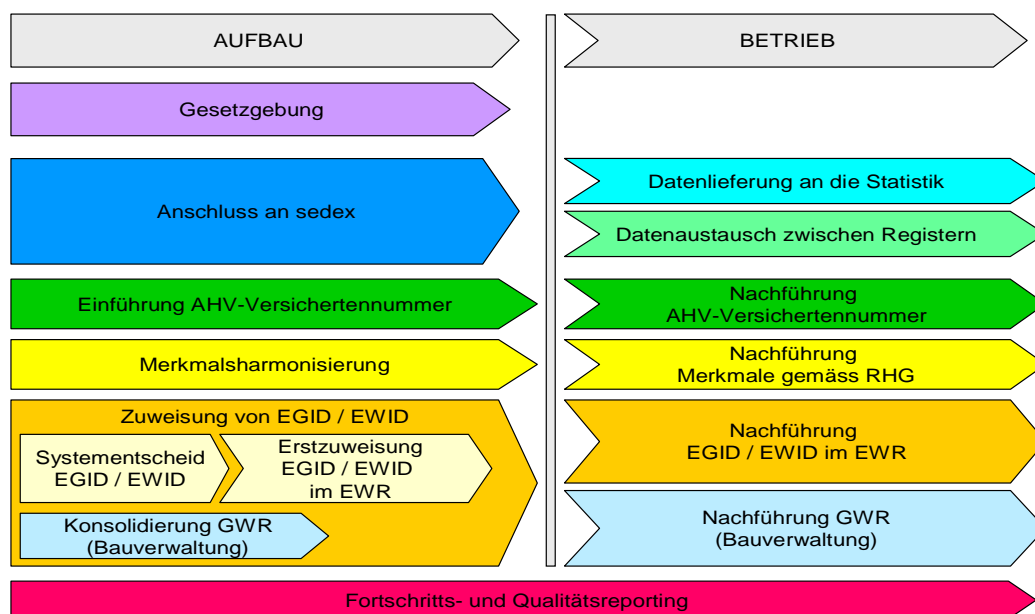 AUFBAU
BETRIEB
Gesetzgebung
Anschluss an sedex
Datenlieferung an die Statistik
Datenaustausch zwischen Registern
Einführung AHV-Versichertennummer
Nachführung
AHV-Versichertennummer
Merkmalsharmonisierung
Nachführung
Merkmale gemäss RHG
Zuweisung von EGID / EWID
Systementscheid
EGID / EWID
Erstzuweisung
EGID / EWID
im EWR
Nachführung
EGID / EWID im EWR
Konsolidierung GWR
(Bauverwaltung)
Nachführung GWR
(Bauverwaltung)
Fortschritts- und Qualitätsreporting